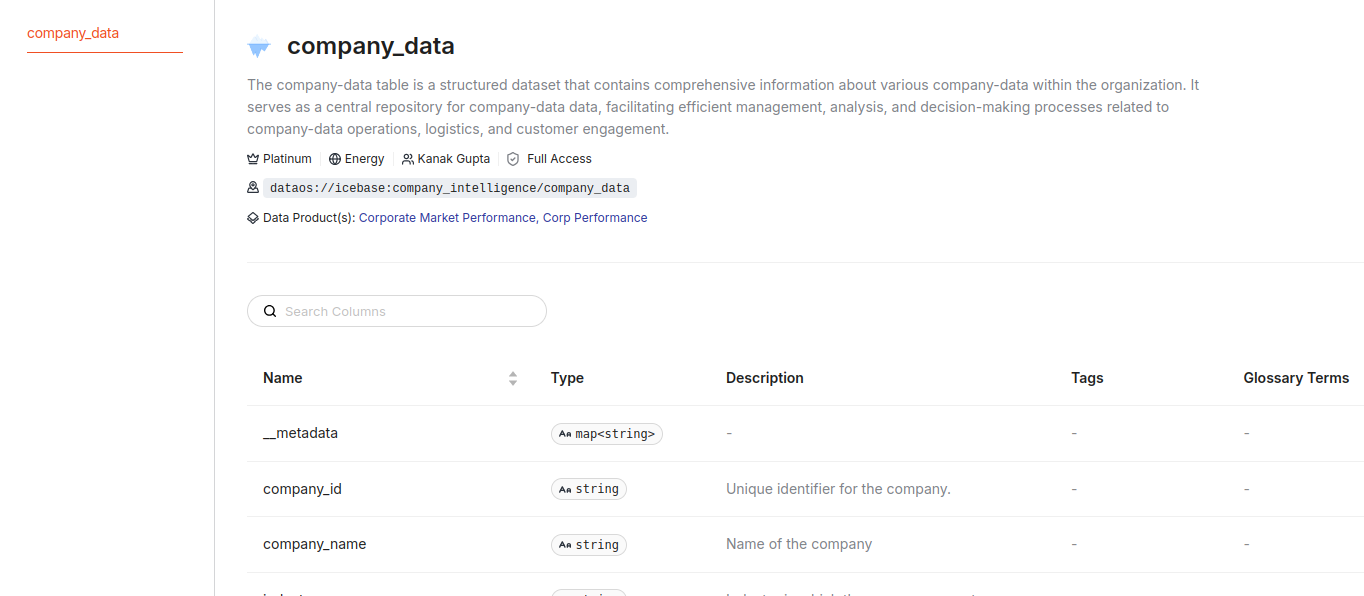 company_data
company_data
The company-data table is a structured dataset that contains comprehensive information about various company-data within the organization. It
serves as a central repository for company-data data, facilitating efficient management, analysis, and decision-making processes related to
company-data operations, logistics, and customer engagement.
Platinum Energy Kanak Gupta Full Access
dataos://icebase:company_intelligence/company_data
Data Product(s): Corporate Market Performance, Corp Performance
Search Columns
Name Type Description Tags Glossary Terms
__metadata Aa map<string> - - -
company_id Aa string Unique identifier for the company. - -
company_name Aa string Name of the company - -